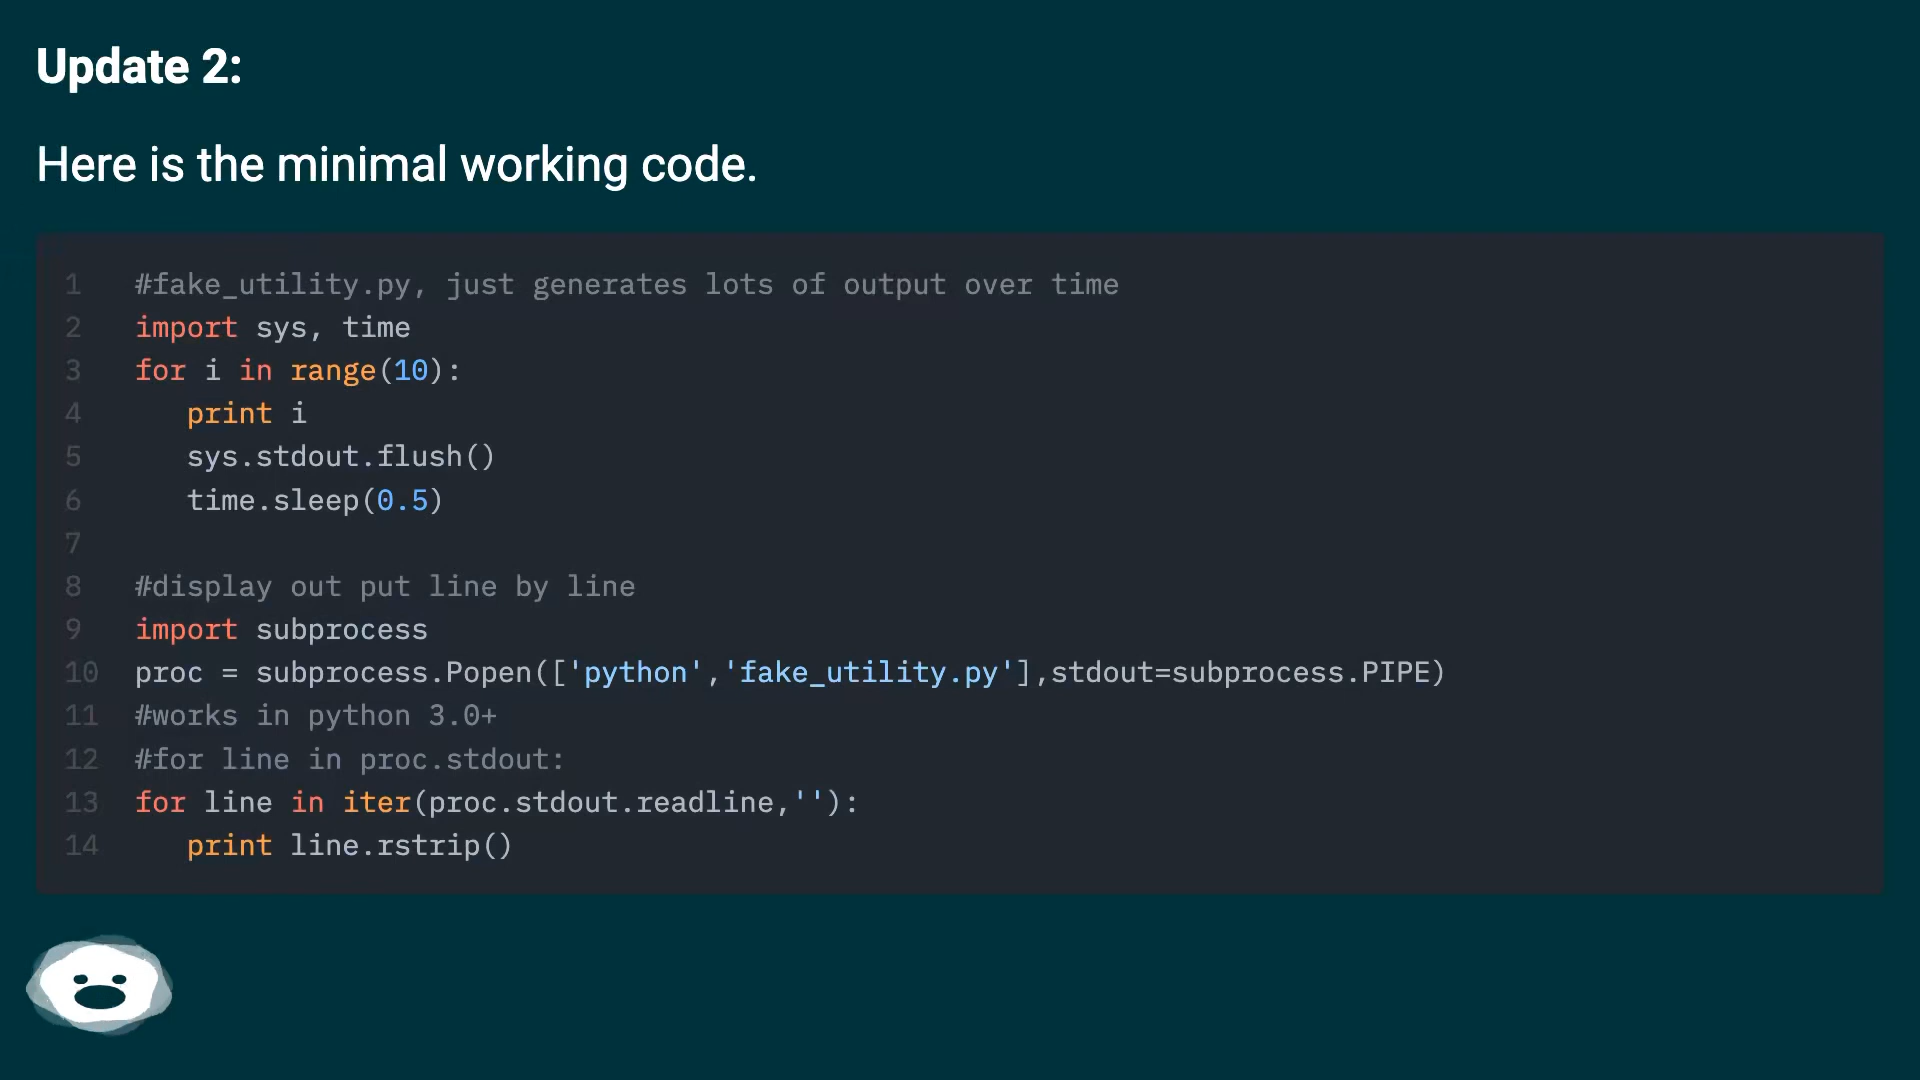 Update 2:
Here is the minimal working code.
1 #fake_utility.py, just generates lots of output over time
2 import sys, time
3 for i in range(10):
4    print i
5    sys.stdout.flush()
6    time.sleep(0.5)
7
8 #display out put line by line
9 import subprocess
10 proc = subprocess.Popen(['python','fake_utility.py'],stdout=subprocess.PIPE)
11 #works in python 3.0+
12 #for line in proc.stdout:
13 for line in iter(proc.stdout.readline,''):
14    print line.rstrip()